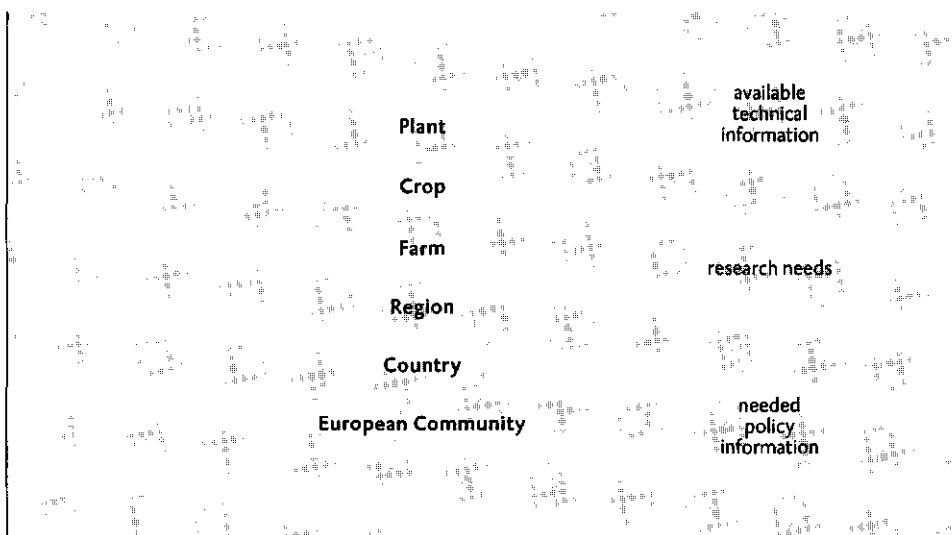 Plant
Crop
Farm
Region
Country
European Community
available
technical
information
research needs
needed
policy
information